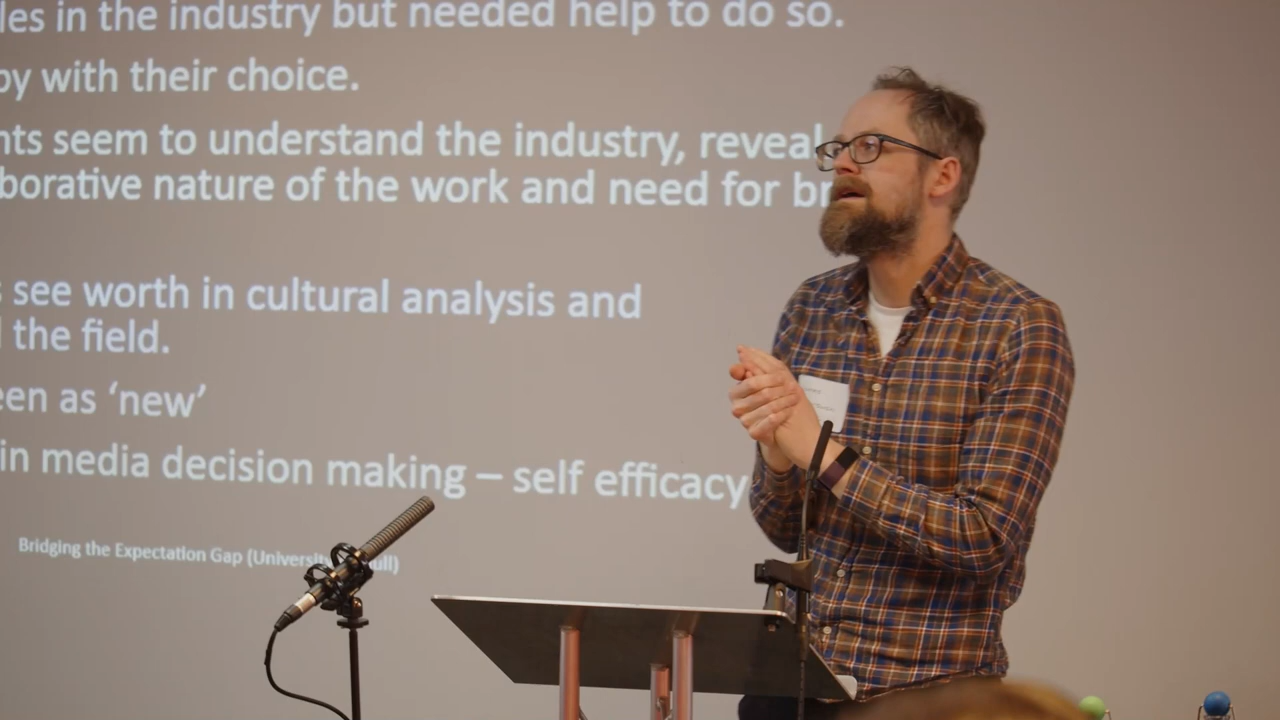 les in the industry but needed help to do so.
py with their choice.
nts seem to understand the industry, reveal
borative nature of the work and need for br
see worth in cultural analysis and
the field.
een as ‘new’
in media decision making – self efficacy
Bridging the Expectation Gap (Universit ull)